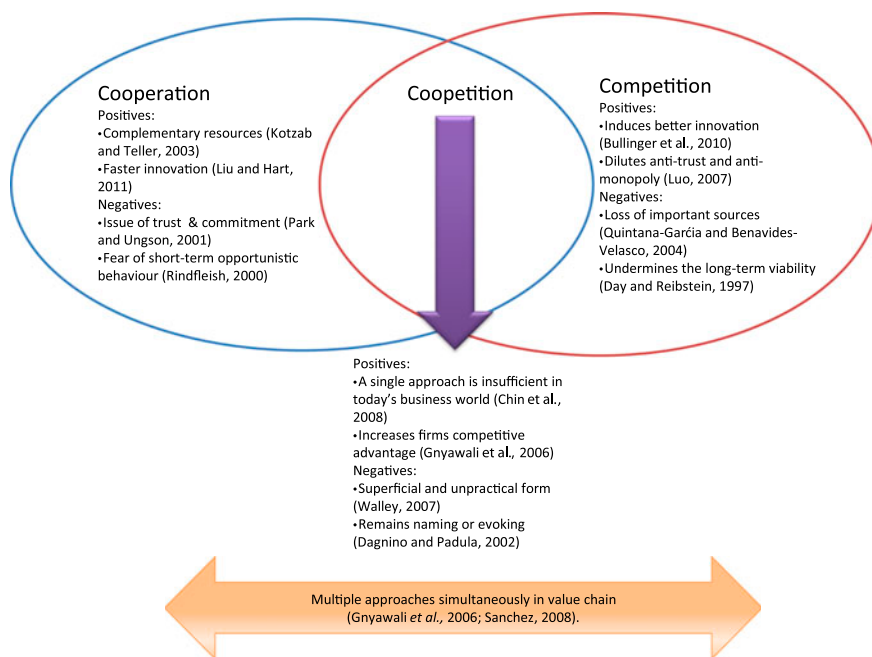 Cooperation
Positives:
•Complementary resources (Kotzab
and Teller, 2003)
•Faster innovation (Liu and Hart,
2011)
Negatives:
•Issue of trust & commitment (Park
and Ungson, 2001)
•Fear of short-term opportunistic
behaviour (Rindfleish, 2000)
Coopetition
Competition
Positives:
•Induces better innovation
(Bullinger et al., 2010)
•Dilutes anti-trust and anti-
monopoly (Luo, 2007)
Negatives:
•Loss of important sources
(Quintana-Garćia and Benavides-
Velasco, 2004)
•Undermines the long-term viability
(Day and Reibstein, 1997)
Positives:
•A single approach is insufficient in
today’s business world (Chin et al.,
2008)
•Increases firms competitive
advantage (Gnyawali et al., 2006)
Negatives:
•Superficial and unpractical form
(Walley, 2007)
•Remains naming or evoking
(Dagnino and Padula, 2002)
Multiple approaches simultaneously in value chain
(Gnyawali et al., 2006; Sanchez, 2008).